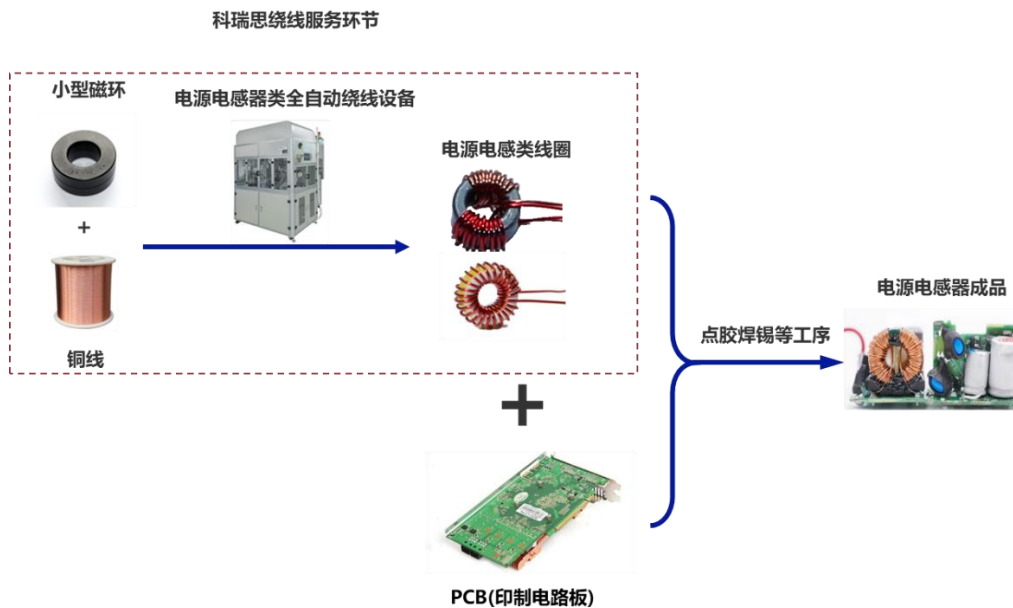 科瑞思绕线服务环节
小型磁环
电源电感器类全自动绕线设备
电源电感类线圈
+
铜线
电源电感器成品
点胶焊锡等工序
+
PCB(印制电路板)